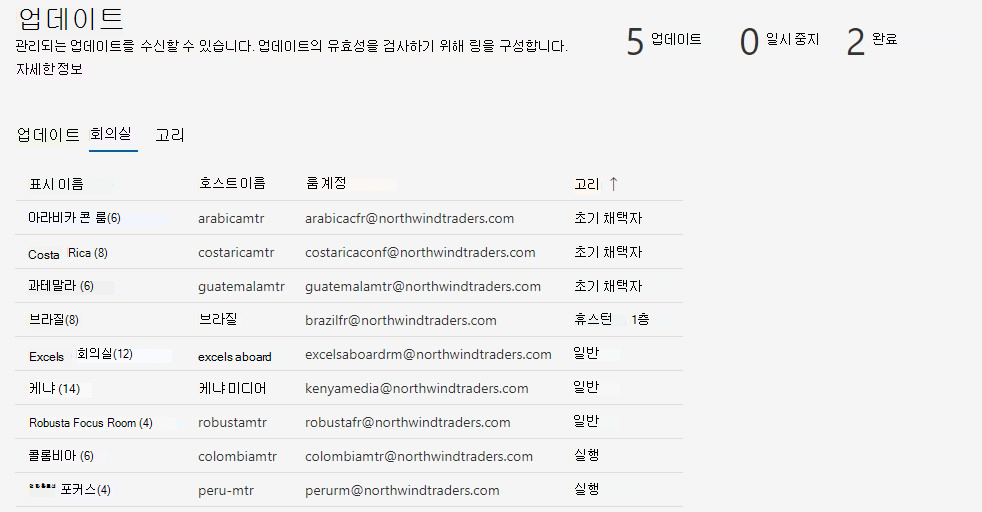 업데이트
관리되는 업데이트를 수신할 수 있습니다. 업데이트의 유효성을 검사하기 위해 링을 구성합니다.
자세한 정보
5 업데이트 0 일시 중지 2 완료
업데이트 회의실 고리
표시 이름 호스트 이름 룸 계정 고리 ↑
아라비카 콘 룸(6) arabicamtr arabicacfr@northwindtraders.com 초기 채택자
Costa Rica (8) costaricamtr costaricaconf@northwindtraders.com 초기 채택자
과테말라 (6) guatemalamtr guatemalamtr@northwindtraders.com 초기 채택자
브라질(8) 브라질 brazilfr@northwindtraders.com 휴스턴 1층
Excels 회의실(12) excels aboard excelsaboardrm@northwindtraders.com 일반
케냐 (14) 케냐 미디어 kenyamedia@northwindtraders.com 일반
Robusta Focus Room (4) robustamtr robustafr@northwindtraders.com 일반
콜롬비아 (6) colombiamtr colombiamtr@northwindtraders.com 실행
포커스(4) peru-mtr perurm@northwindtraders.com 실행